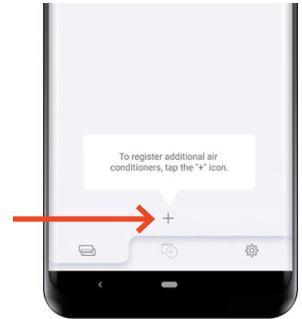 To register additional air
conditioners, tap the "+" icon.
+